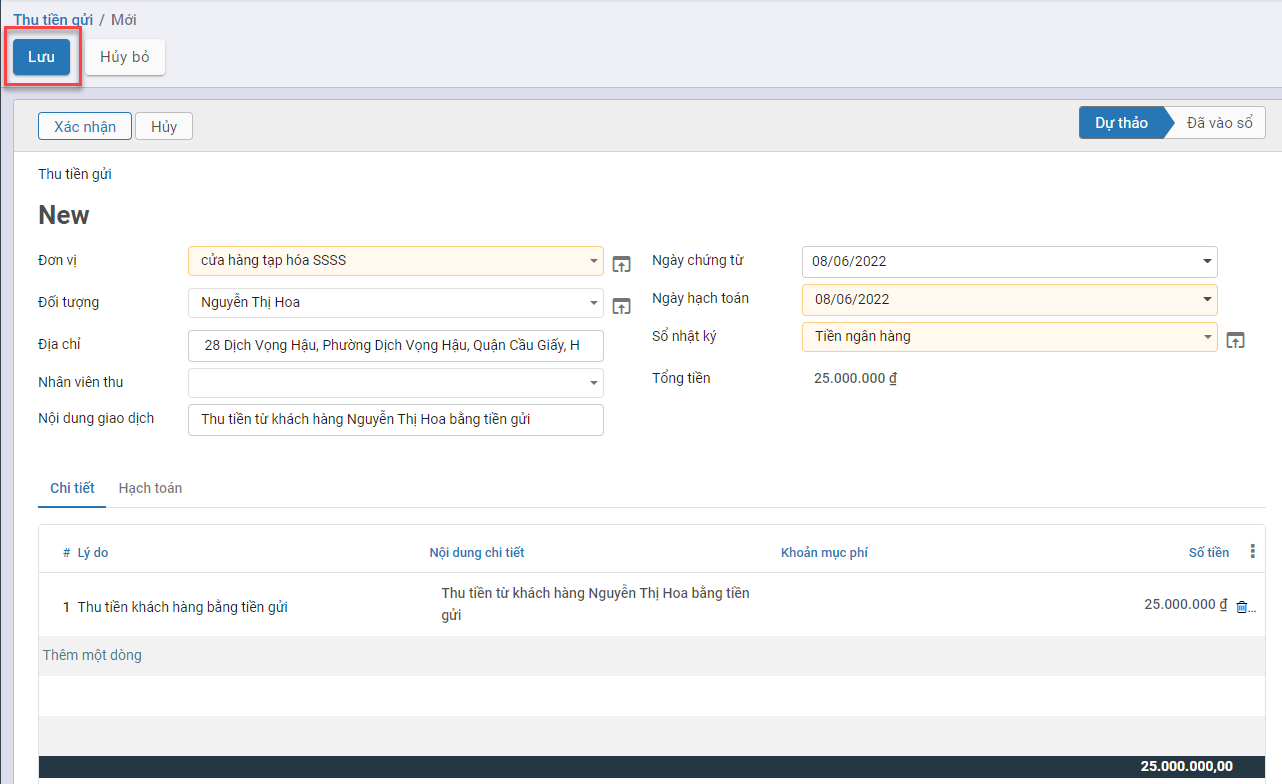 Thu tiền gửi / Mới
Lưu Hủy bỏ
Xác nhận Hủy Dự thảo Đã vào sổ
Thu tiền gửi
New
Đơn vị cửa hàng tạp hóa SSSS Ngày chứng từ 08/06/2022
Đối tượng Nguyễn Thị Hoa Ngày hạch toán 08/06/2022
Địa chỉ 28 Dịch Vọng Hậu, Phường Dịch Vọng Hậu, Quận Cầu Giấy, H Sổ nhật ký Tiền ngân hàng
Nhân viên thu Tổng tiền 25.000.000 ₫
Nội dung giao dịch Thu tiền từ khách hàng Nguyễn Thị Hoa bằng tiền gửi
Chi tiết Hạch toán
# Lý do Nội dung chi tiết Khoản mục phí Số tiền
1 Thu tiền khách hàng bằng tiền gửi Thu tiền từ khách hàng Nguyễn Thị Hoa bằng tiền 25.000.000 ₫ ...
gửi
Thêm một dòng
25.000.000,00